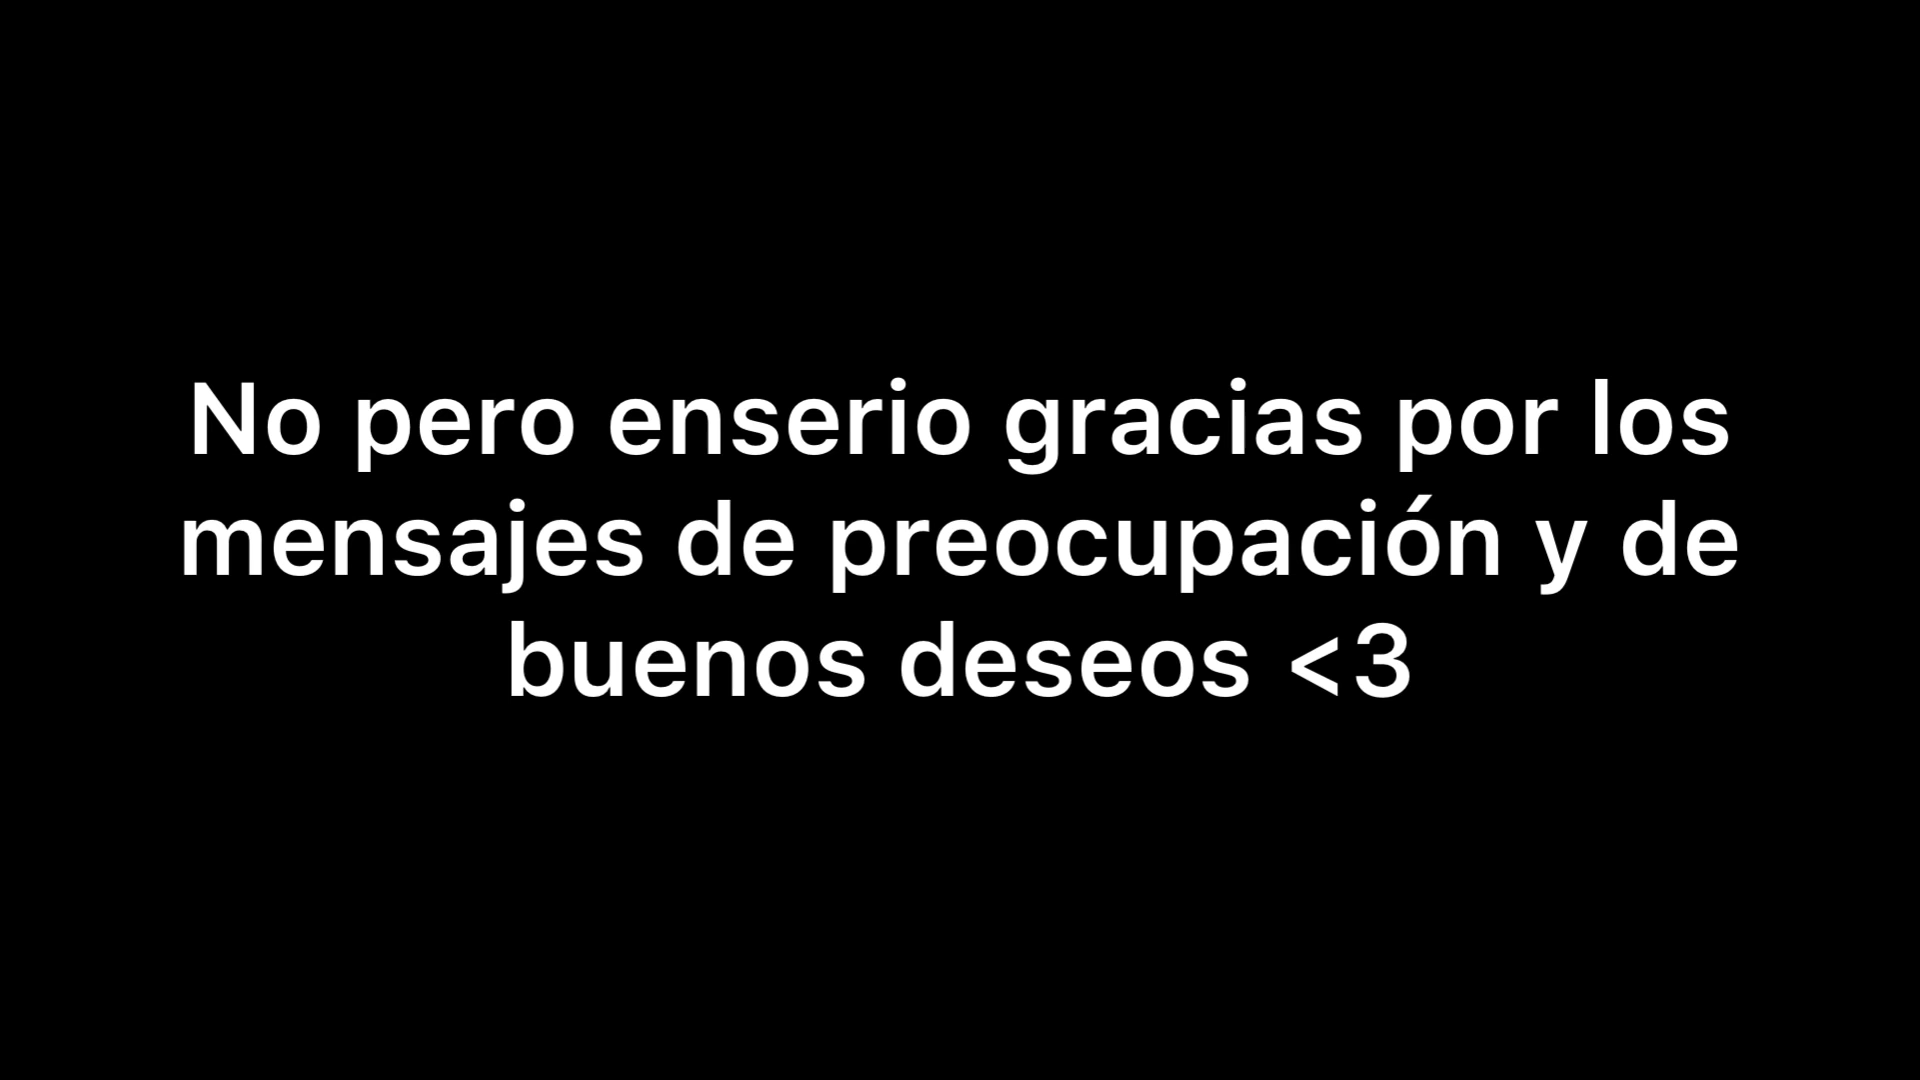 No pero enserio gracias por los
mensajes de preocupación y de
buenos deseos <3